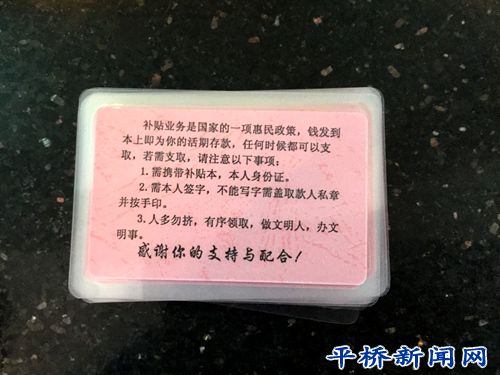 补贴业务是国家的一项惠民政策，钱发到
本上即为你的活期存款，任何时候都可以支
取，若需支取，请注意以下事项：
1.需携带补贴本，本人身份证。
2.需本人签字，不能写字需盖取款人私章
并按手印。
3.人多勿挤，有序领取，做文明人，办文
明事。
感谢你的支持与配合！
平桥新闻网